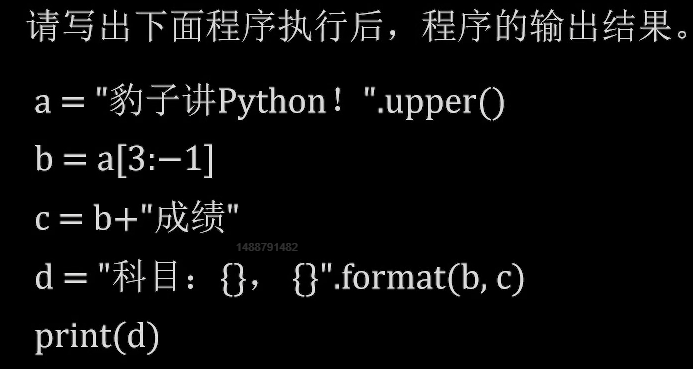 请写出下面程序执行后，程序的输出结果。
a = "豹子讲Python！".upper()
b = a[3:−1]
c = b+"成绩"
1488791482
d = "科目：{}， {}".format(b, c)
print(d)